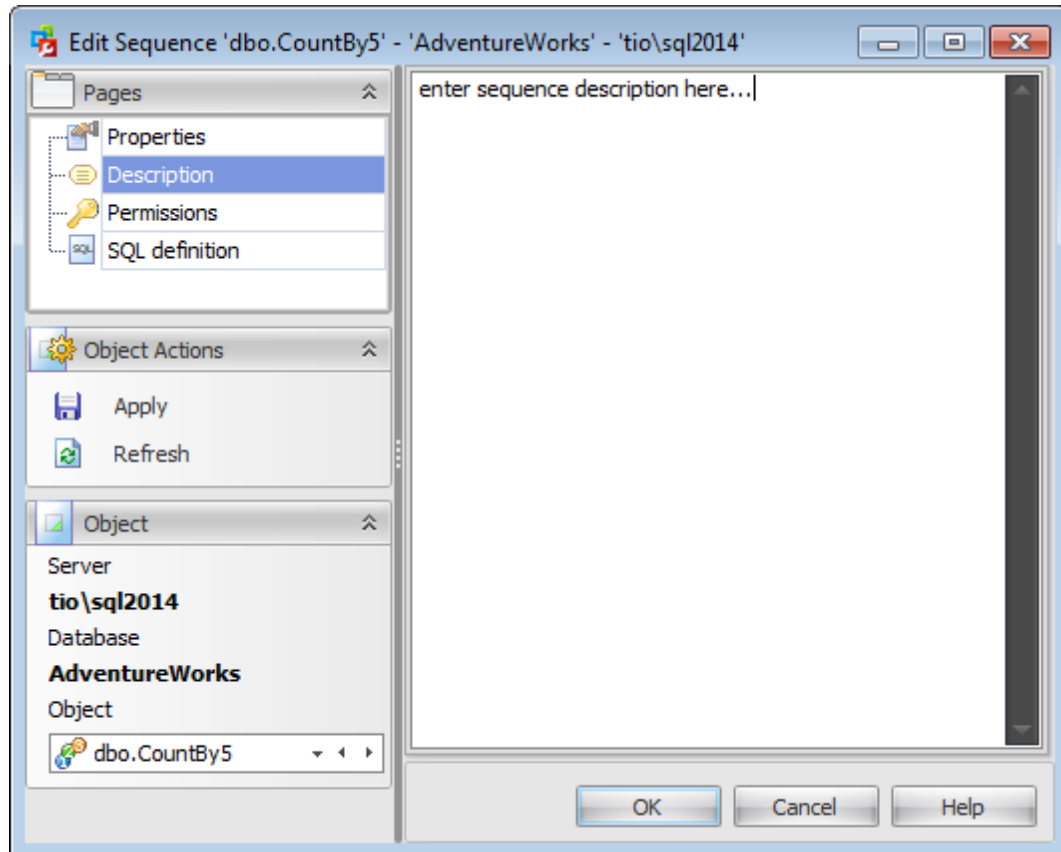 Edit Sequence 'dbo.CountBy5' - 'AdventureWorks' - 'tio\sql2014'
Pages
Properties
Description
Permissions
SQL
SQL definition
Object Actions
Apply
Refresh
Object
Server
tio\sql2014
Database
AdventureWorks
Object
dbo.CountBy5
enter sequence description here...
OK
Cancel
Help